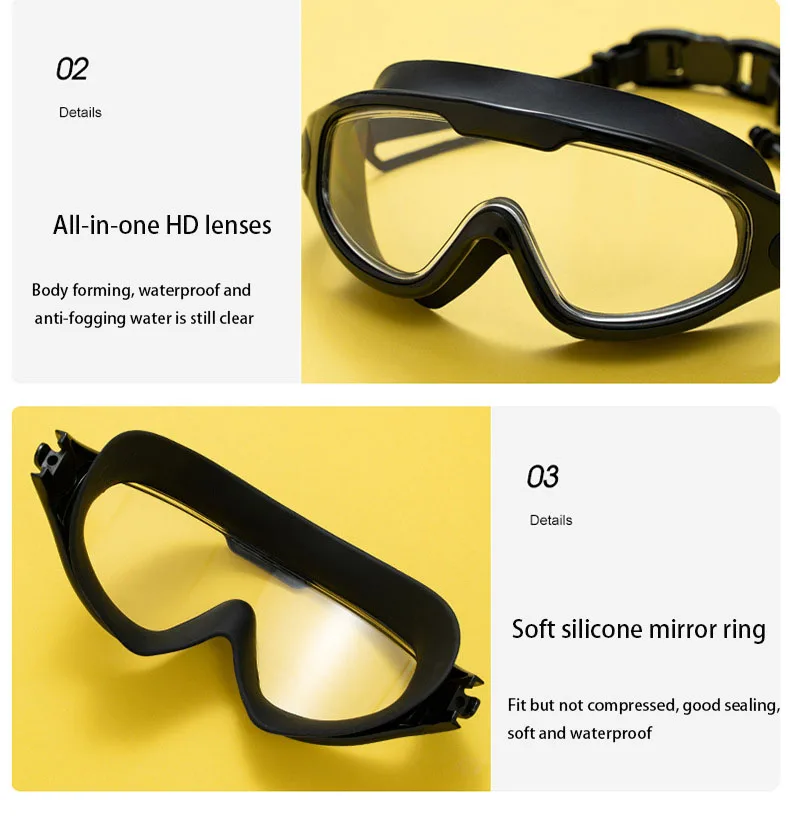 02
Details
All-in-one HD lenses
Body forming, waterproof and
anti-fogging water is still clear
03
Details
Soft silicone mirror ring
Fit but not compressed, good sealing,
soft and waterproof